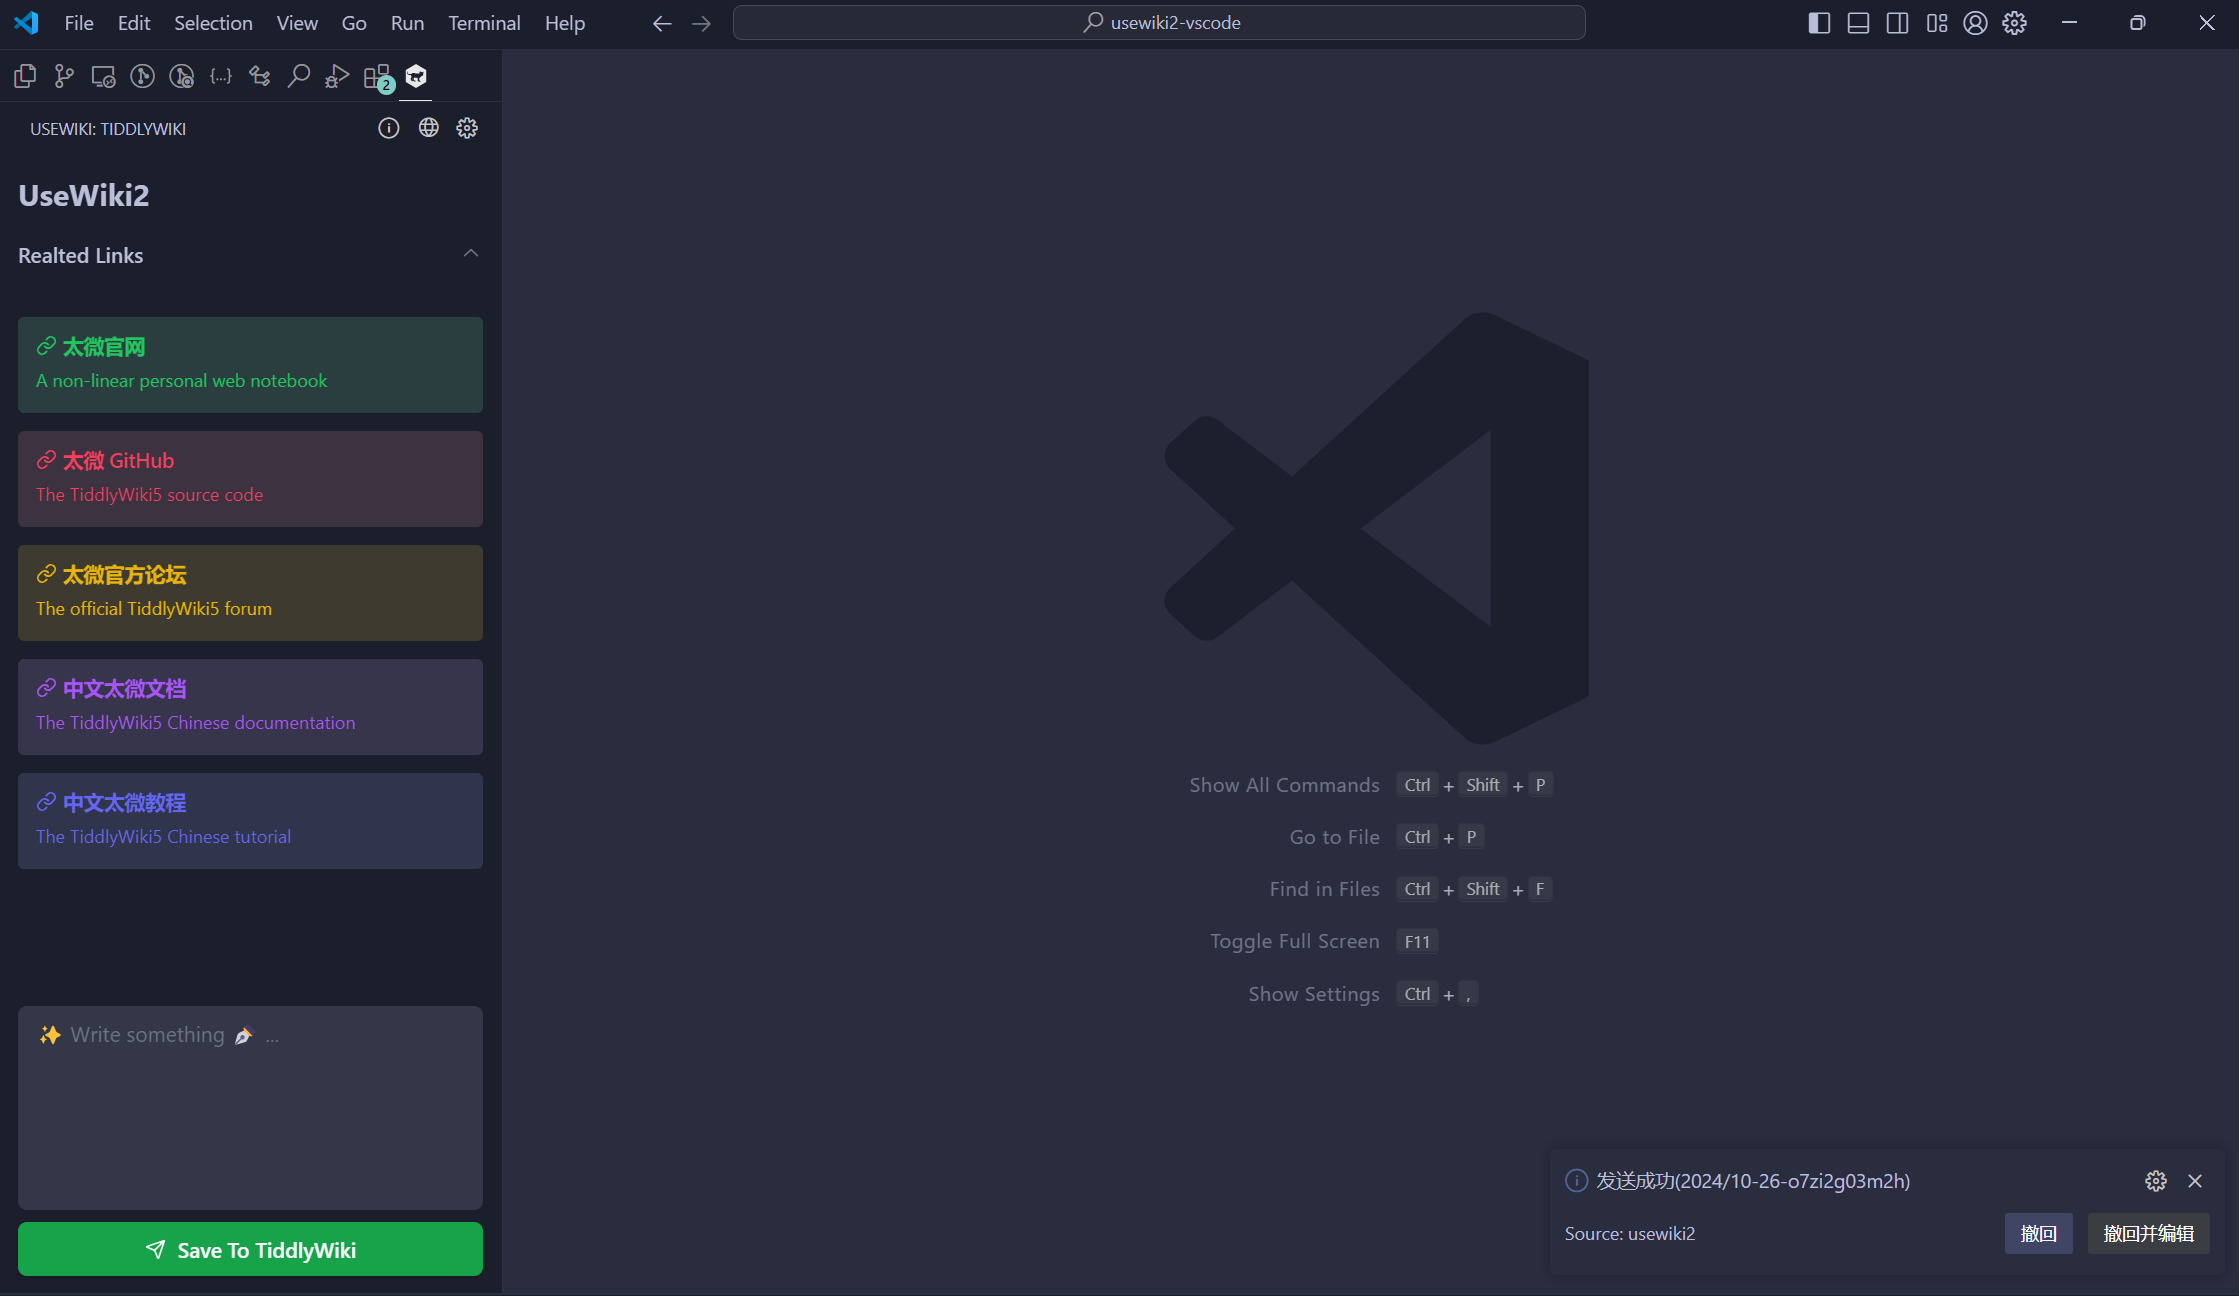 File Edit Selection View Go Run Terminal Help
usewiki2-vscode
{...}
2
USEWIKI: TIDDLYWIKI
UseWiki2
Realted Links
太微官网
A non-linear personal web notebook
太微 GitHub
The TiddlyWiki5 source code
太微官方论坛
The official TiddlyWiki5 forum
中文太微文档
The TiddlyWiki5 Chinese documentation
中文太微教程
The TiddlyWiki5 Chinese tutorial
✨ Write something 🎉 ...
Save To TiddlyWiki
Show All Commands Ctrl + Shift + P
Go to File Ctrl + P
Find in Files Ctrl + Shift + F
Toggle Full Screen F11
Show Settings Ctrl + ,
发送成功(2024/10-26-o7zi2g03m2h)
Source: usewiki2
撤回 撤回并编辑